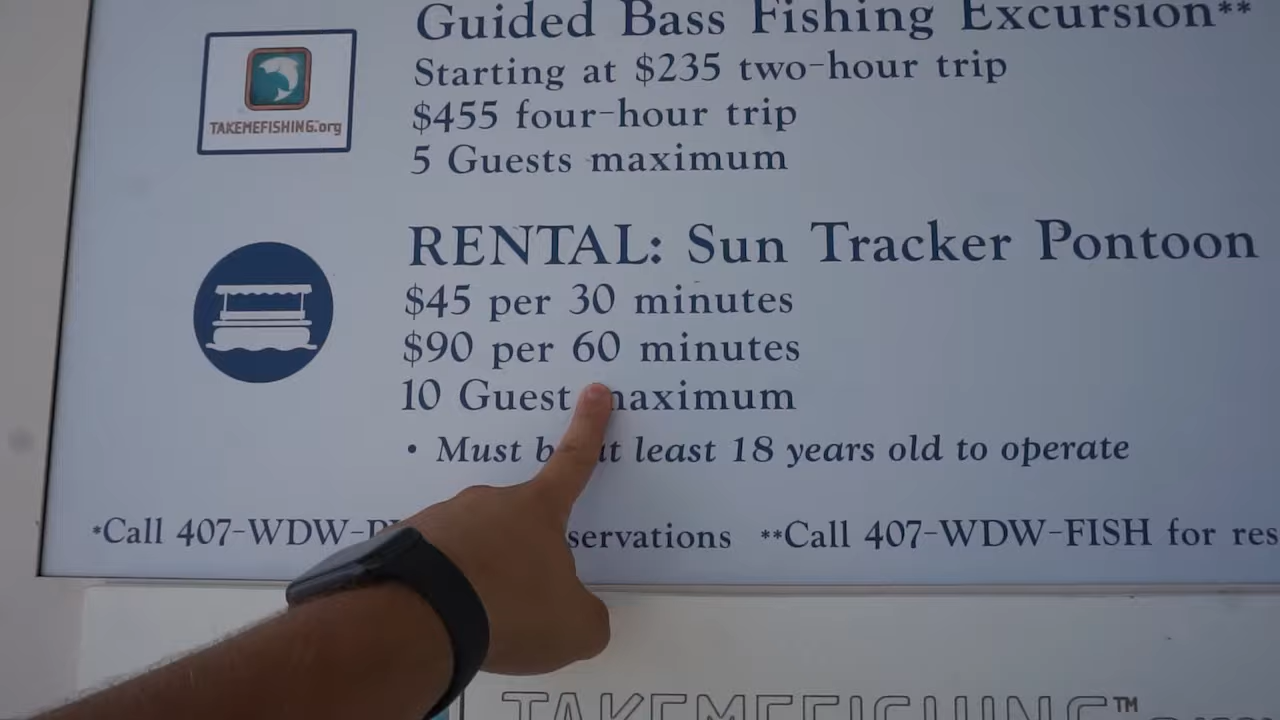 Guided Bass Fishing Excursion**
Starting at $235 two-hour trip
$455 four-hour trip
5 Guests maximum
TAKEMEFISHING.org
RENTAL: Sun Tracker Pontoon
$45 per 30 minutes
$90 per 60 minutes
10 Guest maximum
• Must at least 18 years old to operate
*Call 407-WDW- servations **Call 407-WDW-FISH for res
TAKEMEFISHING™